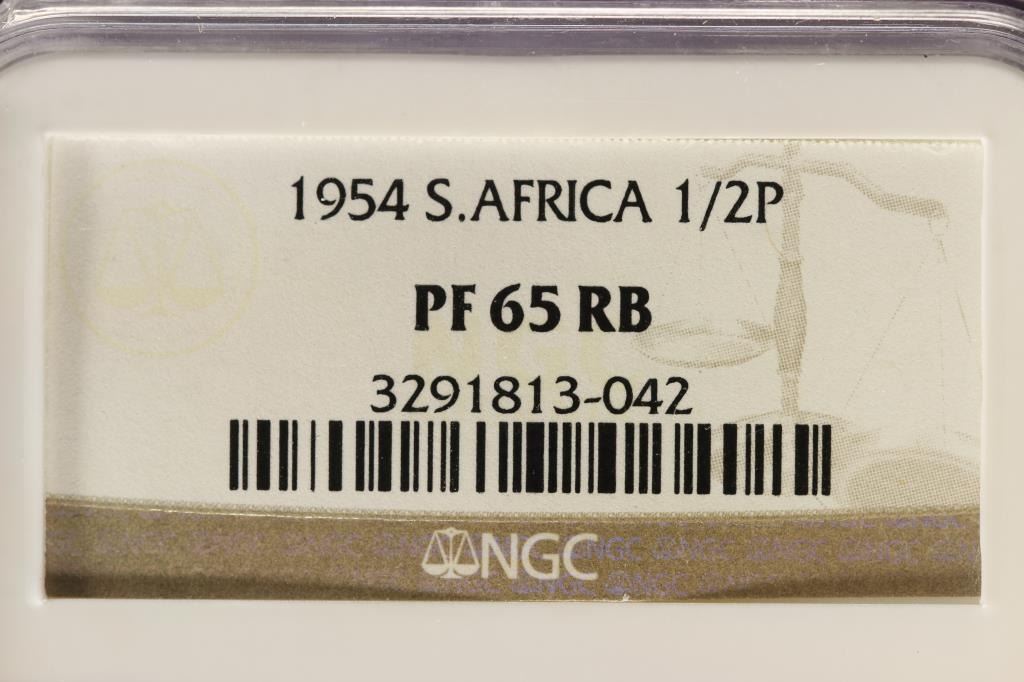 1954 S.AFRICA 1/2P
PF 65 RB
3291813-042
NGC